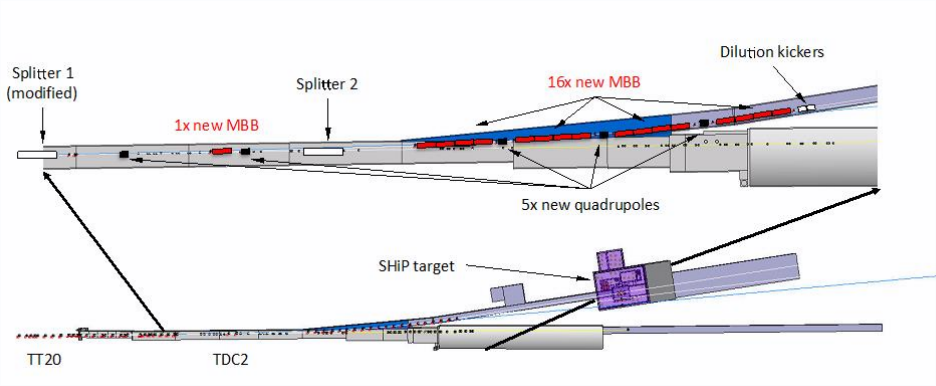 Dilution kickers
Splitter 1
(modified)
Splitter 2
16x new MBB
1x new MBB
5x new quadrupoles
SHiP target
TT20
TDC2